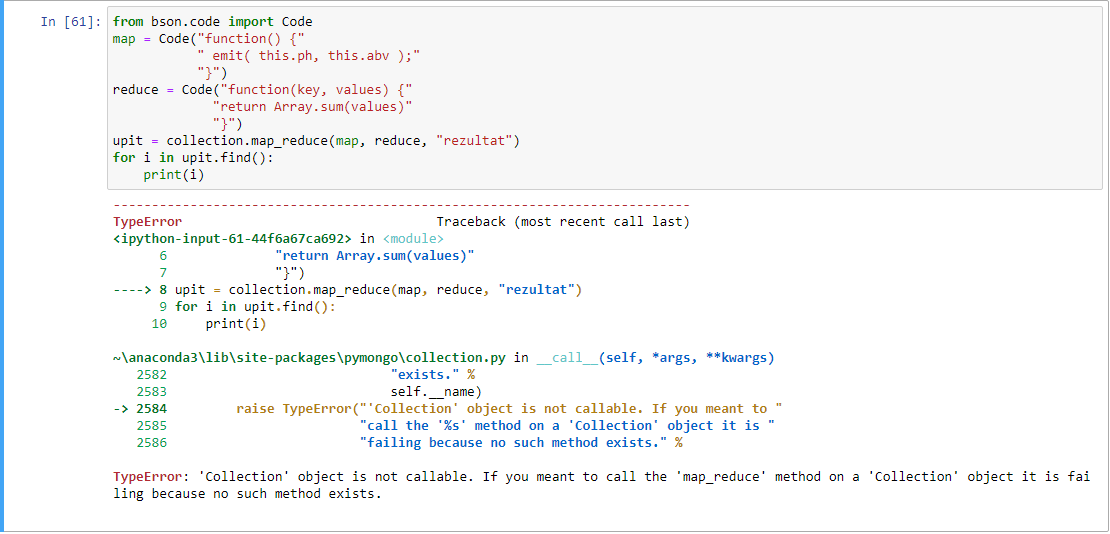 In [61]: from bson.code import Code
map = Code("function() {"
" emit( this.ph, this.abv );"
"}")
reduce = Code("function(key, values) {"
"return Array.sum(values)"
"}")
upit = collection.map_reduce(map, reduce, "rezultat")
for i in upit.find():
print(i)
---------------------------------------------------------------------------
TypeError Traceback (most recent call last)
<ipython-input-61-44f6a67ca692> in <module>
6 "return Array.sum(values)"
7 "}")
----> 8 upit = collection.map_reduce(map, reduce, "rezultat")
9 for i in upit.find():
10 print(i)
~\anaconda3\lib\site-packages\pymongo\collection.py in __call__(self, *args, **kwargs)
2582 "exists." %
2583 self.__name)
-> 2584 raise TypeError("'Collection' object is not callable. If you meant to "
2585 "call the '%s' method on a 'Collection' object it is "
2586 "failing because no such method exists." %
TypeError: 'Collection' object is not callable. If you meant to call the 'map_reduce' method on a 'Collection' object it is fai
ling because no such method exists.